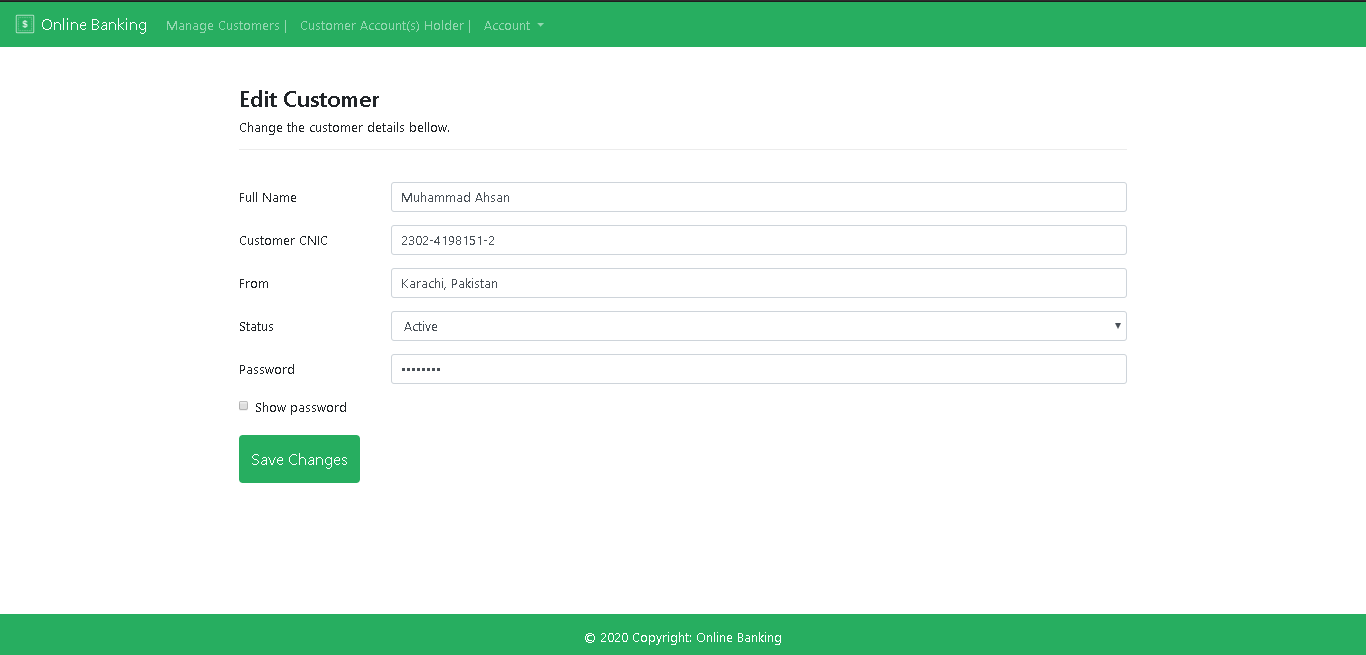 $ Online Banking Manage Customers | Customer Account(s) Holder | Account
Edit Customer
Change the customer details bellow.
Full Name Muhammad Ahsan
Customer CNIC 2302-4198151-2
From Karachi, Pakistan
Status Active
Password ••••••••
Show password
Save Changes
© 2020 Copyright: Online Banking